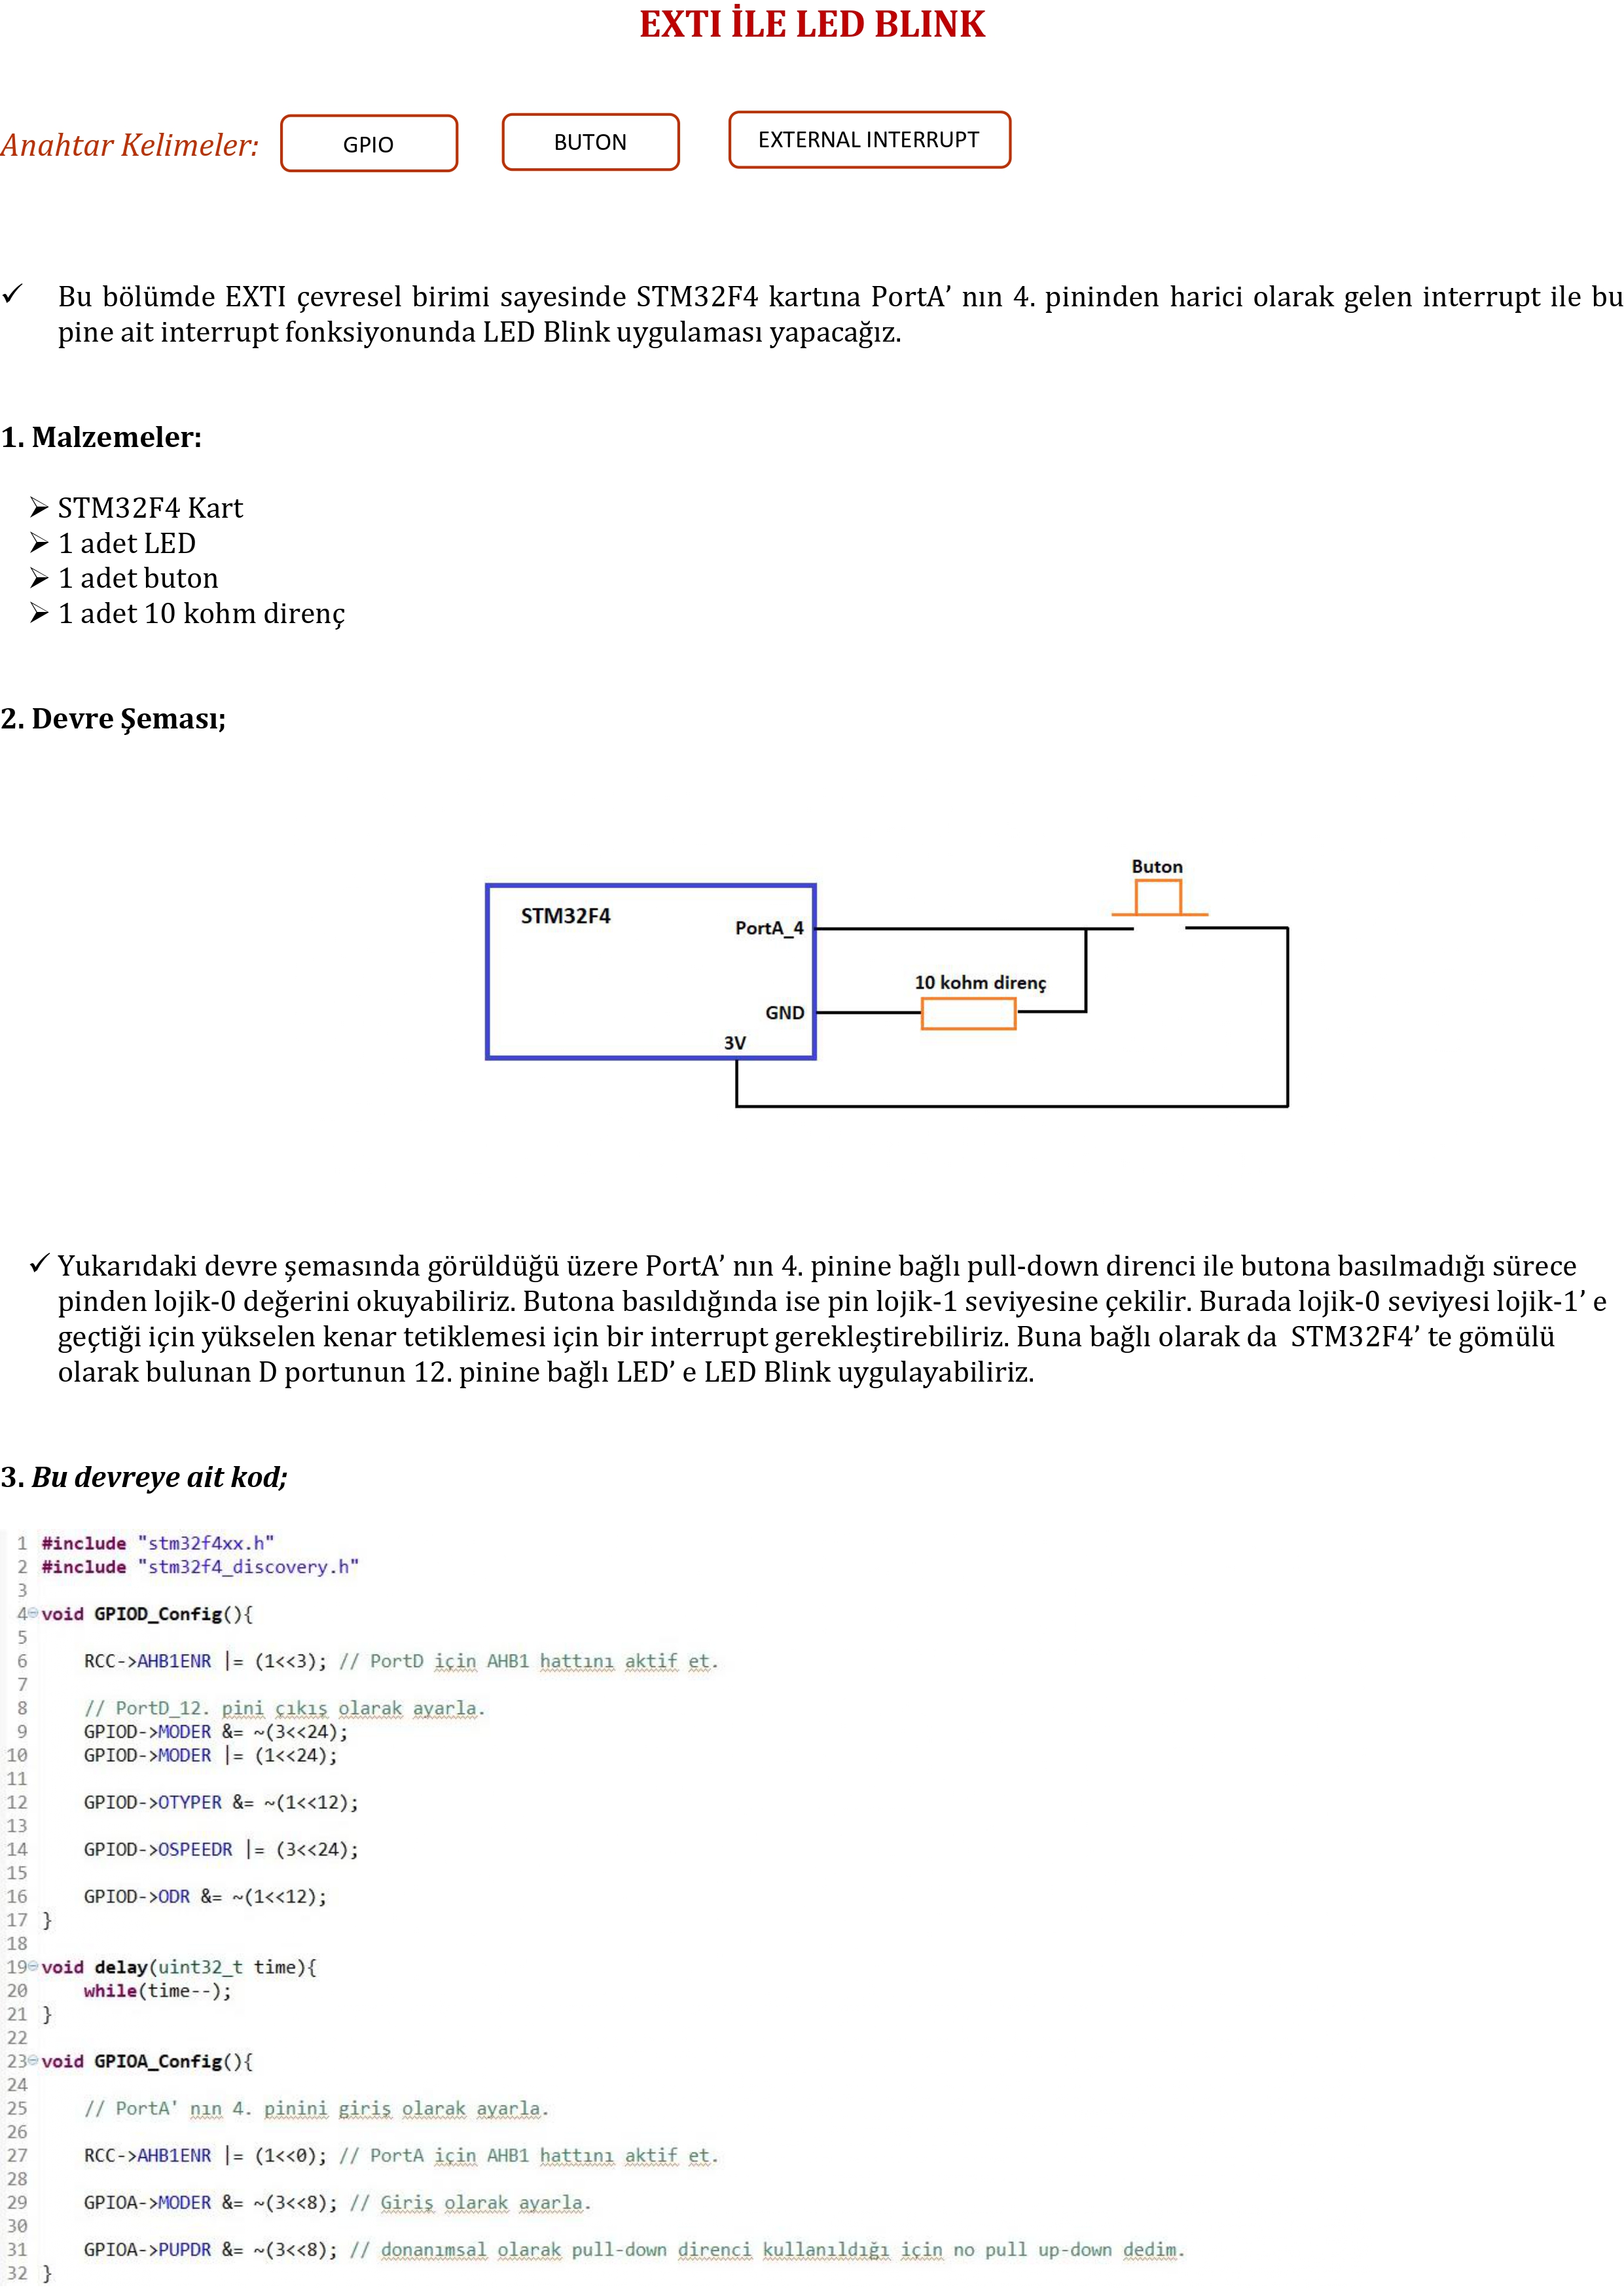 EXTI İLE LED BLINK
Anahtar Kelimeler: GPIO BUTON EXTERNAL INTERRUPT
✓ Bu bölümde EXTI çevresel birimi sayesinde STM32F4 kartına PortA’ nın 4. pininden harici olarak gelen interrupt ile bu
pine ait interrupt fonksiyonunda LED Blink uygulaması yapacağız.
1. Malzemeler:
➢ STM32F4 Kart
➢ 1 adet LED
➢ 1 adet buton
➢ 1 adet 10 kohm direnç
2. Devre Şeması;
Buton
STM32F4
PortA_4
10 kohm direnç
GND
3V
✓ Yukarıdaki devre şemasında görüldüğü üzere PortA’ nın 4. pinine bağlı pull-down direnci ile butona basılmadığı sürece
pinden lojik-0 değerini okuyabiliriz. Butona basıldığında ise pin lojik-1 seviyesine çekilir. Burada lojik-0 seviyesi lojik-1’ e
geçtiği için yükselen kenar tetiklemesi için bir interrupt gerekleştirebiliriz. Buna bağlı olarak da STM32F4’ te gömülü
olarak bulunan D portunun 12. pinine bağlı LED’ e LED Blink uygulayabiliriz.
3. Bu devreye ait kod;
1 #include "stm32f4xx.h"
2 #include "stm32f4_discovery.h"
3
4 void GPIOD_Config(){
5
6 RCC->AHB1ENR |= (1<<3); // PortD için AHB1 hattını aktif et.
7
8 // PortD_12. pini çıkış olarak ayarla.
9 GPIOD->MODER &= ~(3<<24);
10 GPIOD->MODER |= (1<<24);
11
12 GPIOD->OTYPER &= ~(1<<12);
13
14 GPIOD->OSPEEDR |= (3<<24);
15
16 GPIOD->ODR &= ~(1<<12);
17 }
18
19 void delay(uint32_t time){
20 while(time--);
21 }
22
23 void GPIOA_Config(){
24
25 // PortA' nın 4. pinini giriş olarak ayarla.
26
27 RCC->AHB1ENR |= (1<<0); // PortA için AHB1 hattını aktif et.
28
29 GPIOA->MODER &= ~(3<<8); // Giriş olarak ayarla.
30
31 GPIOA->PUPDR &= ~(3<<8); // donanımsal olarak pull-down direnci kullanıldığı için no pull up-down dedim.
32 }